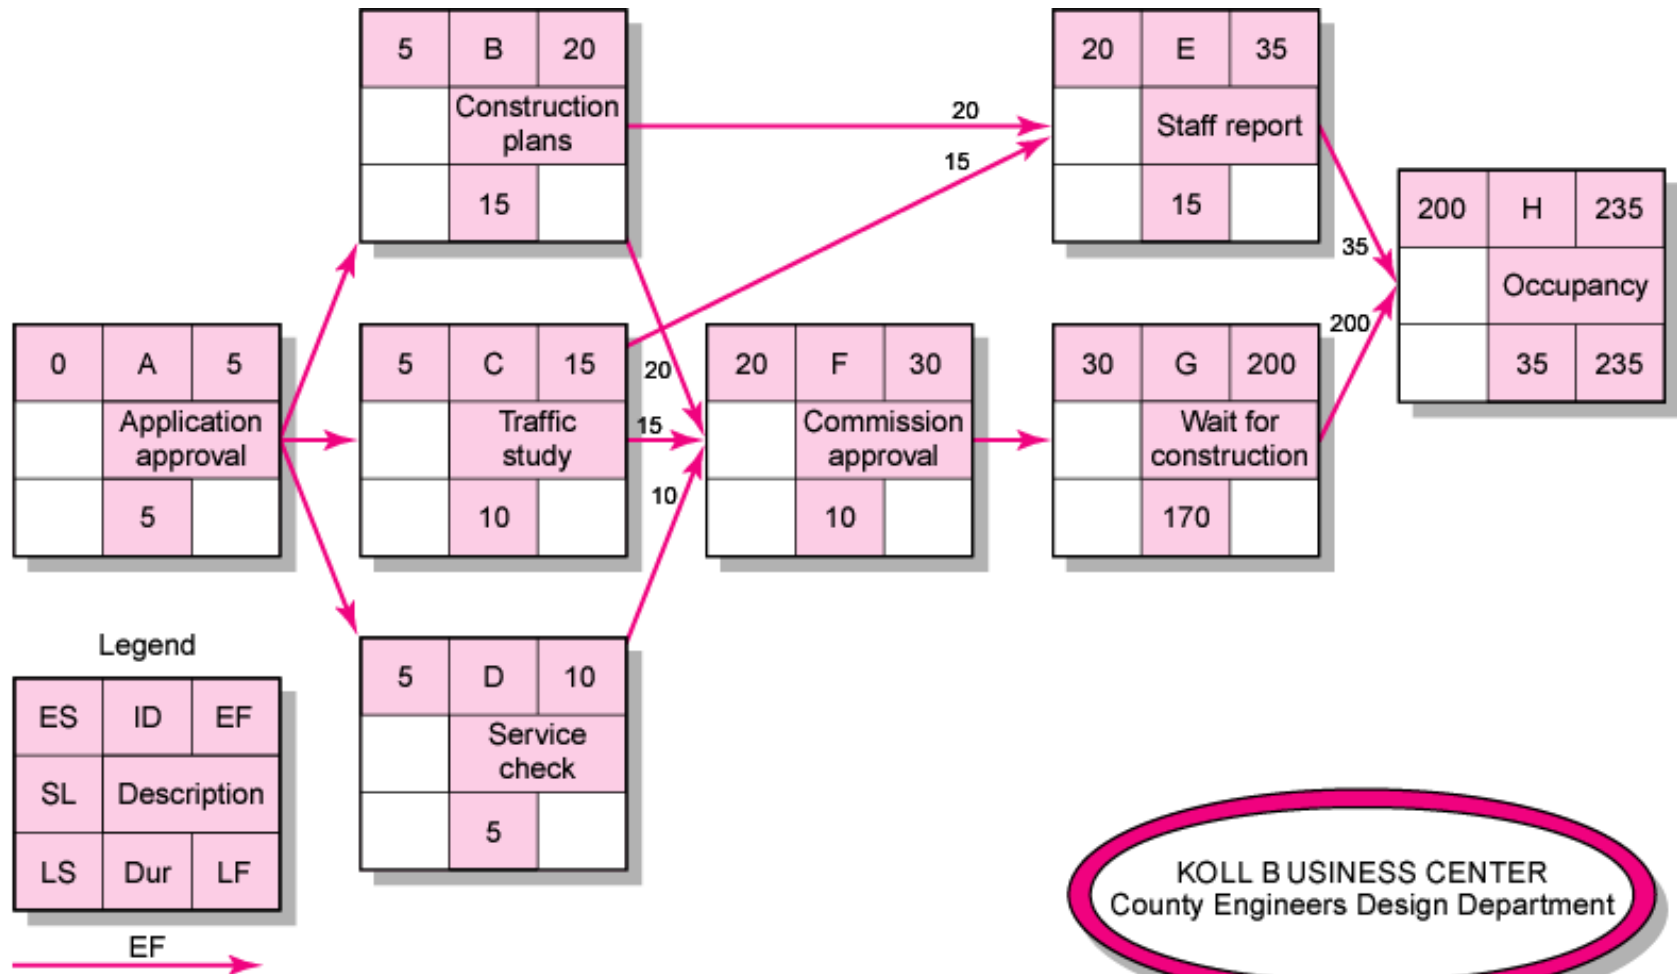 5 B 20
Construction
plans
15
20 E 35
Staff report
15
20
15
200 H 235
Occupancy
35 235
35
200
0 A 5
Application
approval
5
5 C 15
Traffic
study
10
20
15
10
20 F 30
Commission
approval
10
30 G 200
Wait for
construction
170
5 D 10
Service
check
5
Legend
ES ID EF
SL Description
LS Dur LF
EF
KOLL B USINESS CENTER
County Engineers Design Department